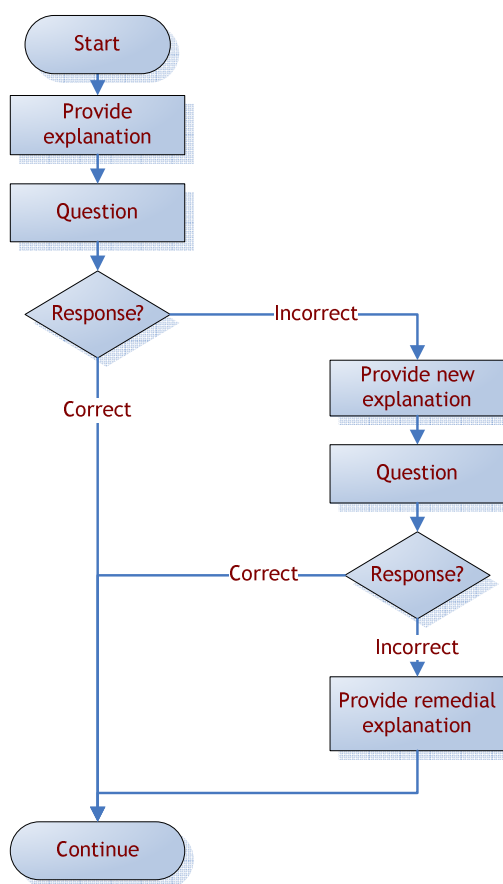 Start
Provide
explanation
Question
Response?
Incorrect
Correct
Provide new
explanation
Question
Response?
Correct
Incorrect
Provide remedial
explanation
Continue